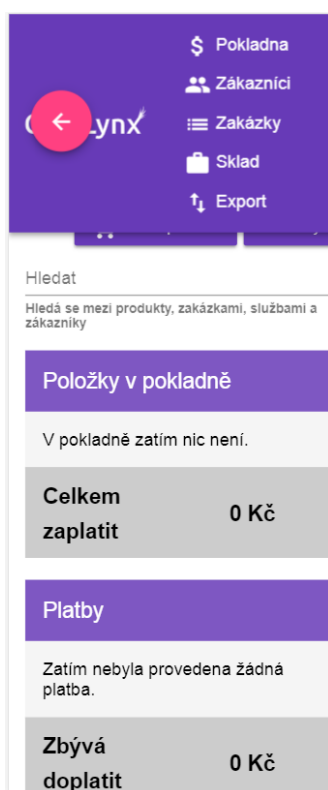 Pokladna
Zákazníci
Zakázky
Sklad
Export
Hledat
Hledá se mezi produkty, zakázkami, službami a
zákazníky
Položky v pokladně
V pokladně zatím nic není.
Celkem
zaplatit
0 Kč
Platby
Zatím nebyla provedena žádná
platba.
Zbývá
doplatit
0 Kč